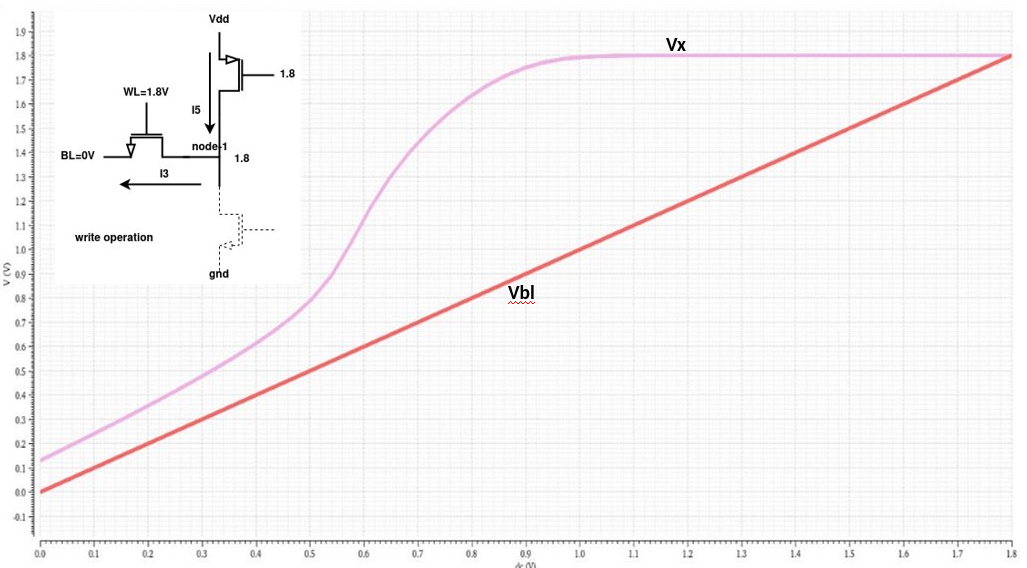 Vdd
1.8
WL=1.8V
I5
node-1
BL=0V
1.8
I3
write operation
gnd
Vx
Vbl
V (V)
1.9
1.8
1.7
1.6
1.5
1.4
1.3
1.2
1.1
1.0
0.9
0.8
0.7
0.6
0.5
0.4
0.3
0.2
0.1
0.0
-0.1
0.0 0.1 0.2 0.3 0.4 0.5 0.6 0.7 0.8 0.9 1.0 1.1 1.2 1.3 1.4 1.5 1.6 1.7 1.8
dc (V)